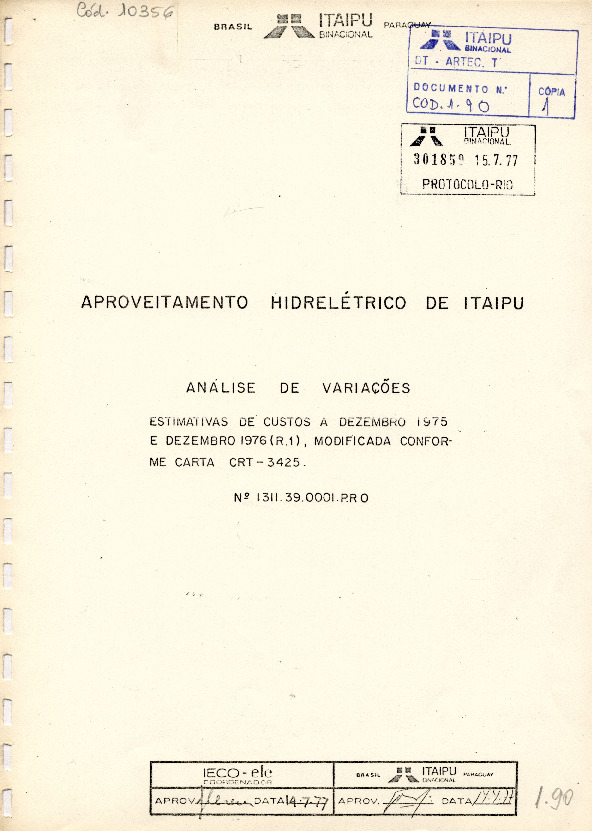 Cód. 10356
BRASIL ITAIPU BINACIONAL PARAGUAY
ITAIPU
BINACIONAL
DT - ARTEC. T
DOCUMENTO N.º CÓPIA
COD. 1.90 1
ITAIPU
BINACIONAL
301859 15.7.77
PROTOCOLO-RIO
APROVEITAMENTO HIDRELÉTRICO DE ITAIPU
ANÁLISE DE VARIAÇÕES
ESTIMATIVAS DE CUSTOS A DEZEMBRO 1975
E DEZEMBRO 1976 (R.1), MODIFICADA CONFOR-
ME CARTA CRT-3425.
Nº 1311.39.0001.PRO
IECO - elc
COORDENADOR
BRASIL ITAIPU BINACIONAL PARAGUAY
APROV. DATA 14-7-77 APROV. DATA
1.90